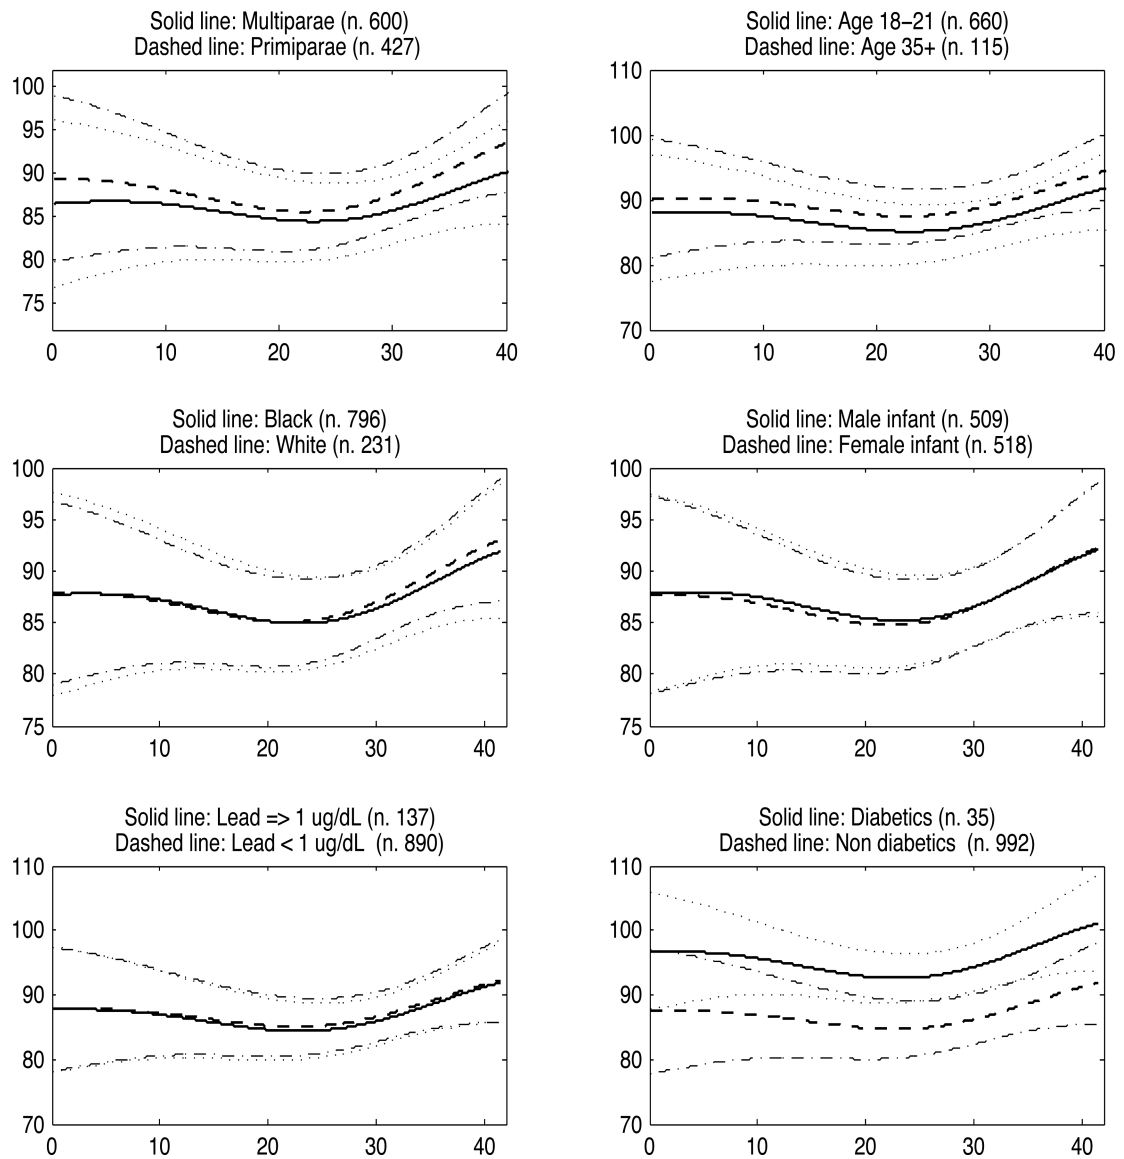 Solid line: Multiparae (n. 600)
Dashed line: Primiparae (n. 427)
100
95
90
85
80
75
0 10 20 30 40
Solid line: Age 18−21 (n. 660)
Dashed line: Age 35+ (n. 115)
110
100
90
80
70
0 10 20 30 40
Solid line: Black (n. 796)
Dashed line: White (n. 231)
100
95
90
85
80
75
0 10 20 30 40
Solid line: Male infant (n. 509)
Dashed line: Female infant (n. 518)
100
95
90
85
80
75
0 10 20 30 40
Solid line: Lead => 1 ug/dL (n. 137)
Dashed line: Lead < 1 ug/dL (n. 890)
110
100
90
80
70
0 10 20 30 40
Solid line: Diabetics (n. 35)
Dashed line: Non diabetics (n. 992)
110
100
90
80
70
0 10 20 30 40